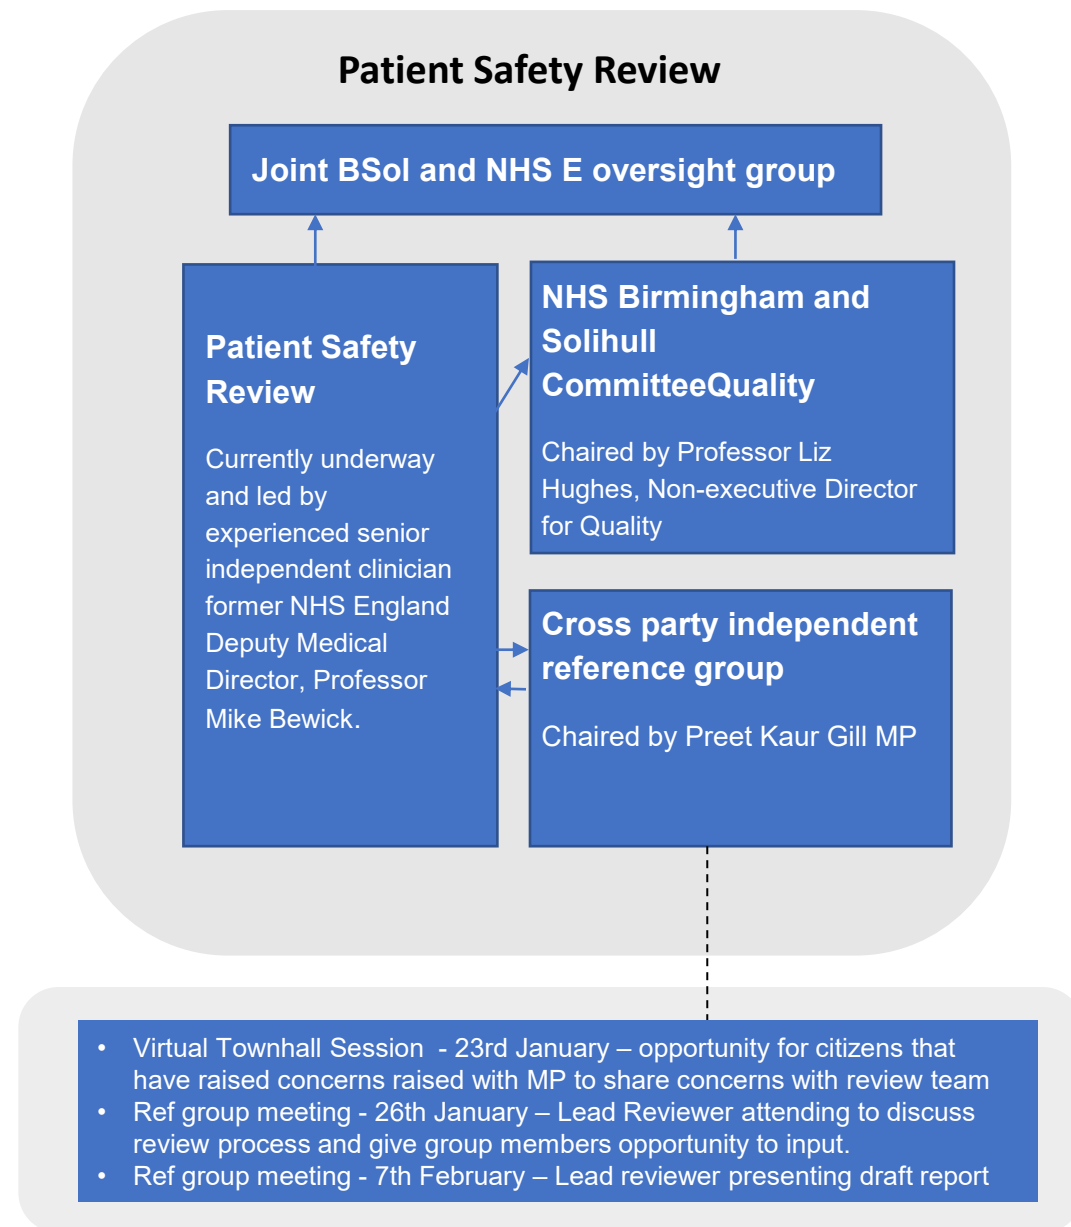 Patient Safety Review
Joint BSol and NHS E oversight group
Patient Safety
Review
Currently underway
and led by
experienced senior
independent clinician
former NHS England
Deputy Medical
Director, Professor
Mike Bewick.
NHS Birmingham and
Solihull
CommitteeQuality
Chaired by Professor Liz
Hughes, Non-executive Director
for Quality
Cross party independent
reference group
Chaired by Preet Kaur Gill MP
• Virtual Townhall Session  - 23rd January – opportunity for citizens that
have raised concerns raised with MP to share concerns with review team
• Ref group meeting - 26th January – Lead Reviewer attending to discuss
review process and give group members opportunity to input.
• Ref group meeting - 7th February – Lead reviewer presenting draft report